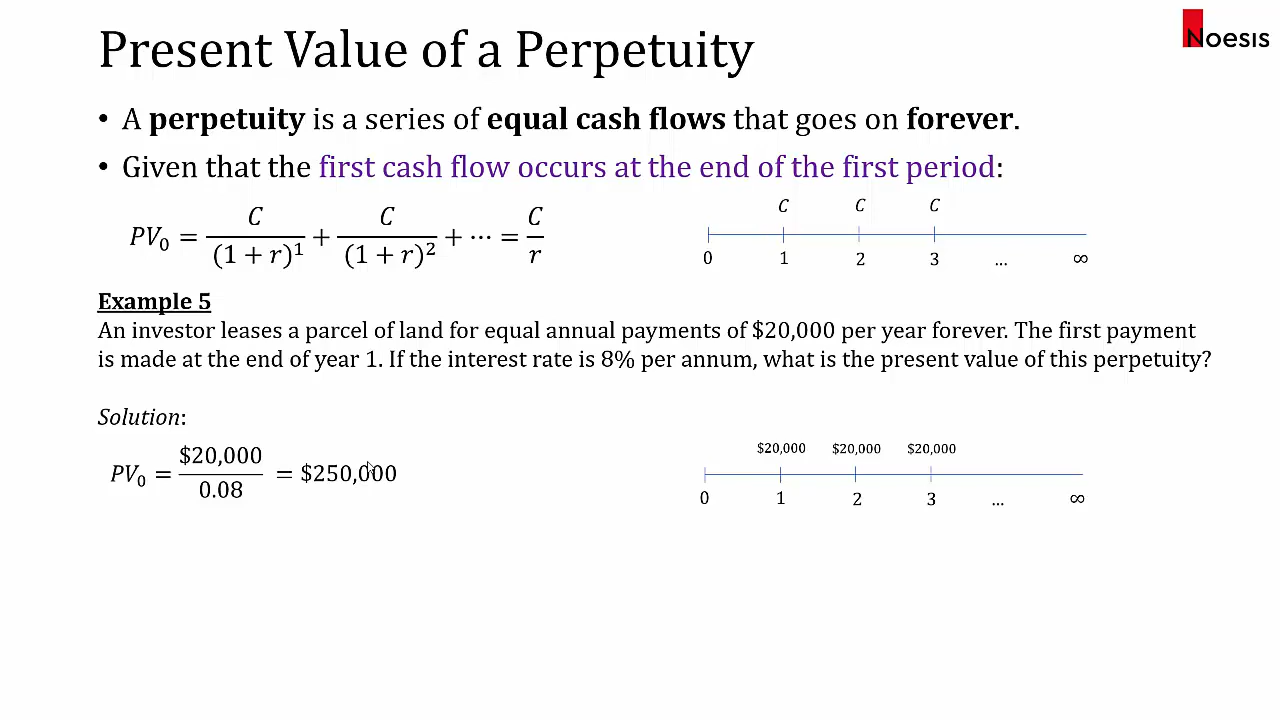 Present Value of a Perpetuity
Noesis
• A perpetuity is a series of equal cash flows that goes on forever.
• Given that the first cash flow occurs at the end of the first period:
PV₀ = C/(1 + r)¹ + C/(1 + r)² + ⋯ = C/r
C C C
0 1 2 3 ... ∞
Example 5
An investor leases a parcel of land for equal annual payments of $20,000 per year forever. The first payment
is made at the end of year 1. If the interest rate is 8% per annum, what is the present value of this perpetuity?
Solution:
PV₀ = $20,000/0.08 = $250,000
$20,000 $20,000 $20,000
0 1 2 3 ... ∞